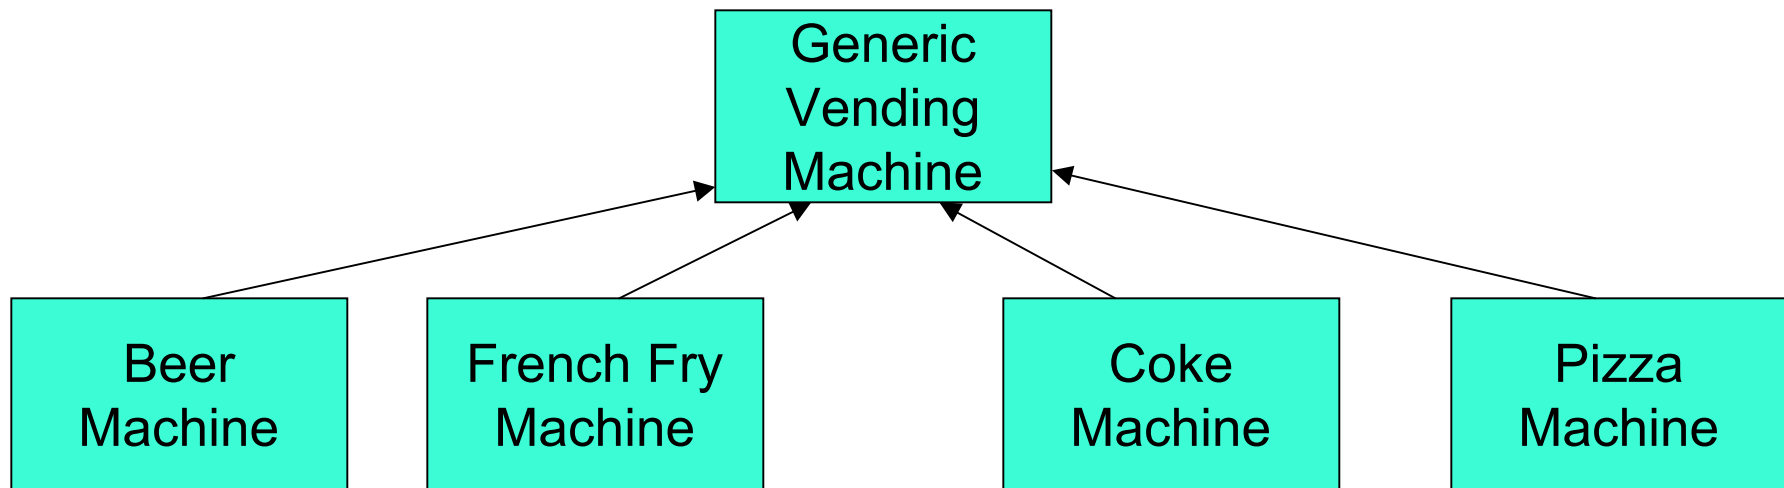 Generic
Vending
Machine
Beer
Machine
French Fry
Machine
Coke
Machine
Pizza
Machine